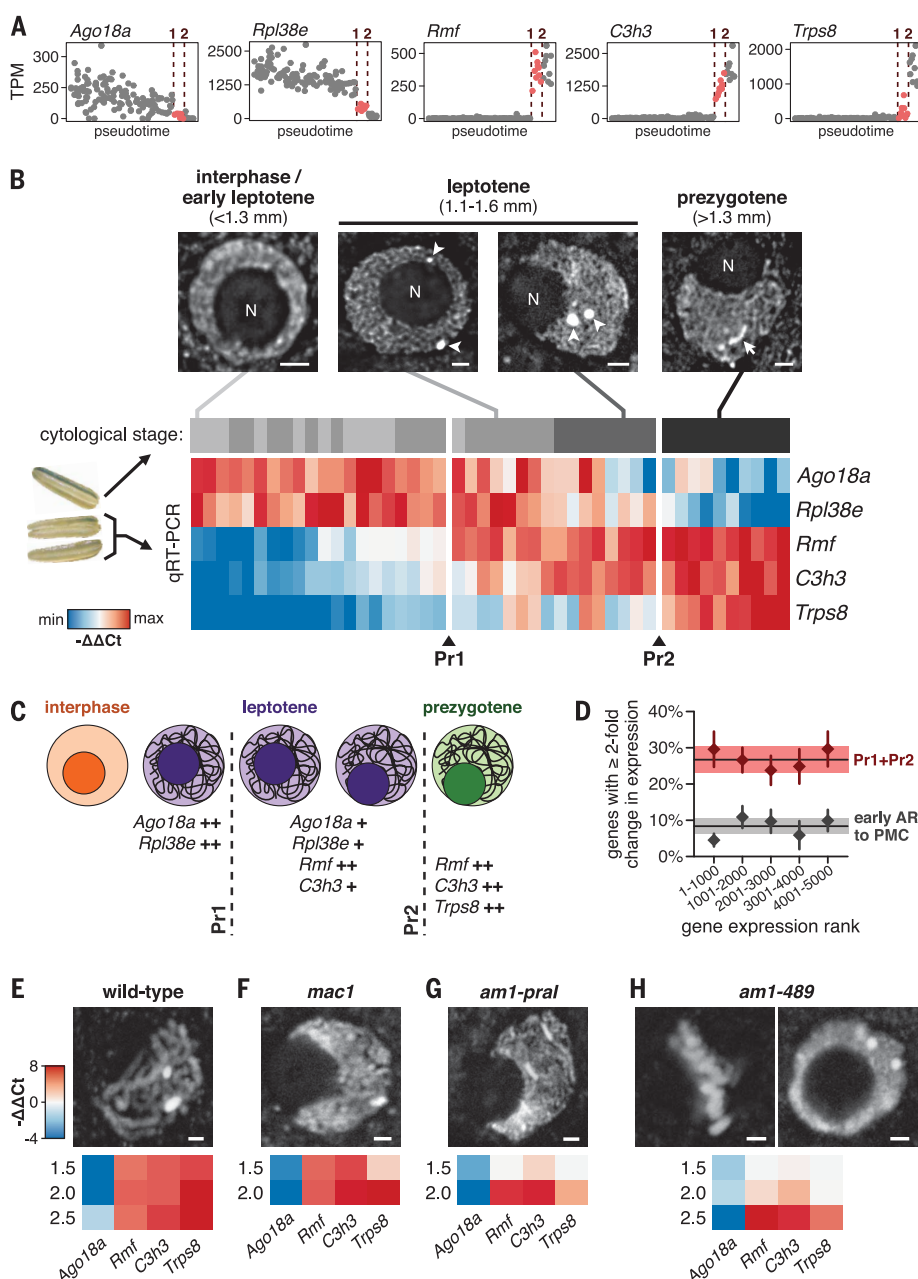 A
Ago18a
Rpl38e
Rmf
C3h3
Trps8
1 2
1 2
1 2
1 2
1 2
TPM
300
250
0
2500
1250
0
500
250
0
2500
1250
0
2000
1000
0
pseudotime
pseudotime
pseudotime
pseudotime
pseudotime
B
interphase /
early leptotene
(<1.3 mm)
leptotene
(1.1-1.6 mm)
prezygotene
(>1.3 mm)
N
N
N
N
cytological stage:
qRT-PCR
Ago18a
Rpl38e
Rmf
C3h3
Trps8
min
max
-ΔΔCt
Pr1
Pr2
C
interphase
leptotene
prezygotene
Ago18a ++
Rpl38e ++
Ago18a +
Rpl38e +
Rmf ++
C3h3 +
Rmf ++
C3h3 ++
Trps8 ++
Pr1
Pr2
D
genes with ≥ 2-fold
change in expression
40%
30%
20%
10%
0%
Pr1+Pr2
early AR
to PMC
1-1000
1001-2000
2001-3000
3001-4000
4001-5000
gene expression rank
E
wild-type
F
mac1
G
am1-praI
H
am1-489
-ΔΔCt
8
0
-4
1.5
2.0
2.5
Ago18a
Rmf
C3h3
Trps8
1.5
2.0
Ago18a
Rmf
C3h3
Trps8
1.5
2.0
Ago18a
Rmf
C3h3
Trps8
1.5
2.0
2.5
Ago18a
Rmf
C3h3
Trps8